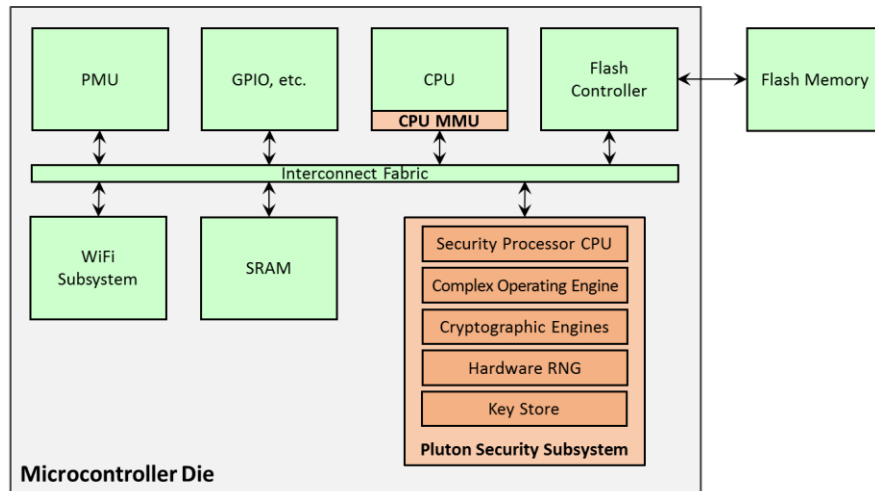 PMU
GPIO, etc.
CPU
CPU MMU
Flash
Controller
Flash Memory
Interconnect Fabric
WiFi
Subsystem
SRAM
Security Processor CPU
Complex Operating Engine
Cryptographic Engines
Hardware RNG
Key Store
Pluton Security Subsystem
Microcontroller Die